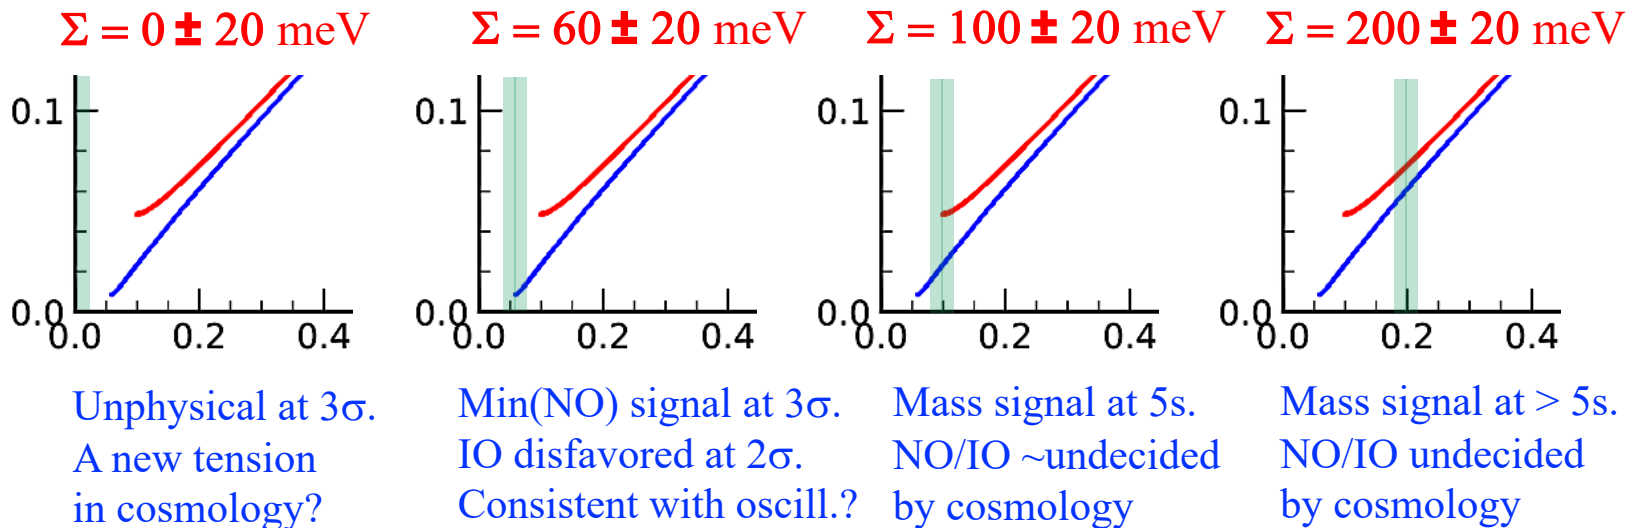 Σ = 0 ± 20 meV
Σ = 60 ± 20 meV
Σ = 100 ± 20 meV
Σ = 200 ± 20 meV
0.1
0.0
0.0 0.2 0.4
0.1
0.0
0.0 0.2 0.4
0.1
0.0
0.0 0.2 0.4
0.1
0.0
0.0 0.2 0.4
Unphysical at 3σ.
A new tension
in cosmology?
Min(NO) signal at 3σ.
IO disfavored at 2σ.
Consistent with oscill.?
Mass signal at 5s.
NO/IO ~undecided
by cosmology
Mass signal at > 5s.
NO/IO undecided
by cosmology